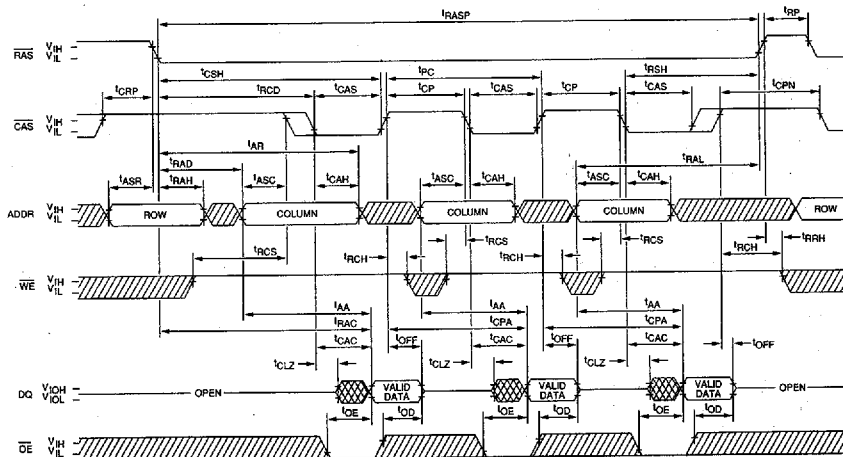 tRASP
tRP
RAS VIH VIL
tCSH tPC tRSH
tCRP tRCD tCAS tCP tCAS tCP tCAS tCPN
CAS VIH VIL
tAR
tRAD tRAL
tASR tRAH tASC tCAH tASC tCAH tASC tCAH
ADDR VIH VIL ROW COLUMN COLUMN COLUMN ROW
tRCS tRCH tRCS tRCH tRCS tRCH tRRH
WE VIH VIL
tAA tAA tAA
tRAC tCPA tCPA
tCAC tOFF tCAC tOFF tCAC tOFF
tCLZ tCLZ tCLZ
DQ VIOH VIOL OPEN VALID DATA VALID DATA VALID DATA OPEN
tOE tOD tOE tOD tOE tOD
OE VIH VIL